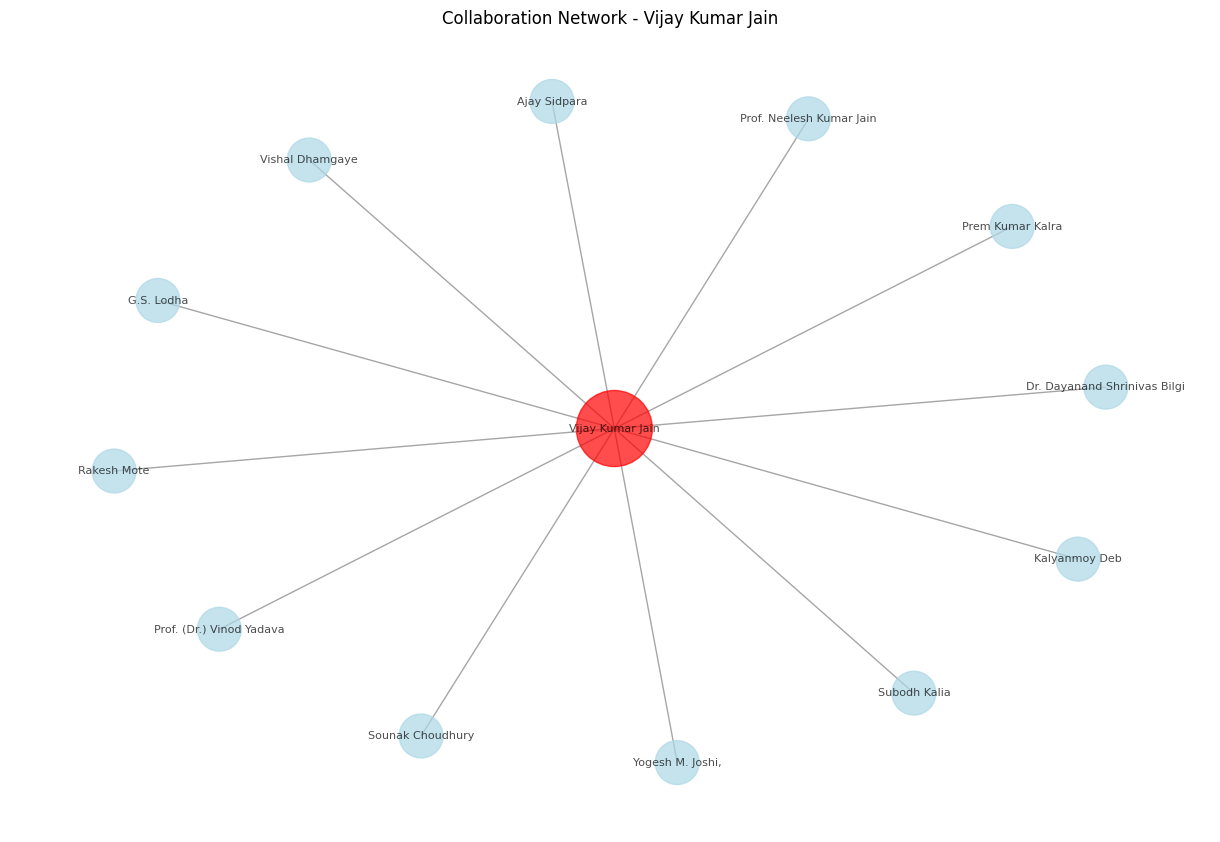 Collaboration Network - Vijay Kumar Jain
Ajay Sidpara
Prof. Neelesh Kumar Jain
Vishal Dhamgaye
Prem Kumar Kalra
G.S. Lodha
Dr. Dayanand Shrinivas Bilgi
Vijay Kumar Jain
Rakesh Mote
Kalyanmoy Deb
Prof. (Dr.) Vinod Yadava
Subodh Kalia
Sounak Choudhury
Yogesh M. Joshi,